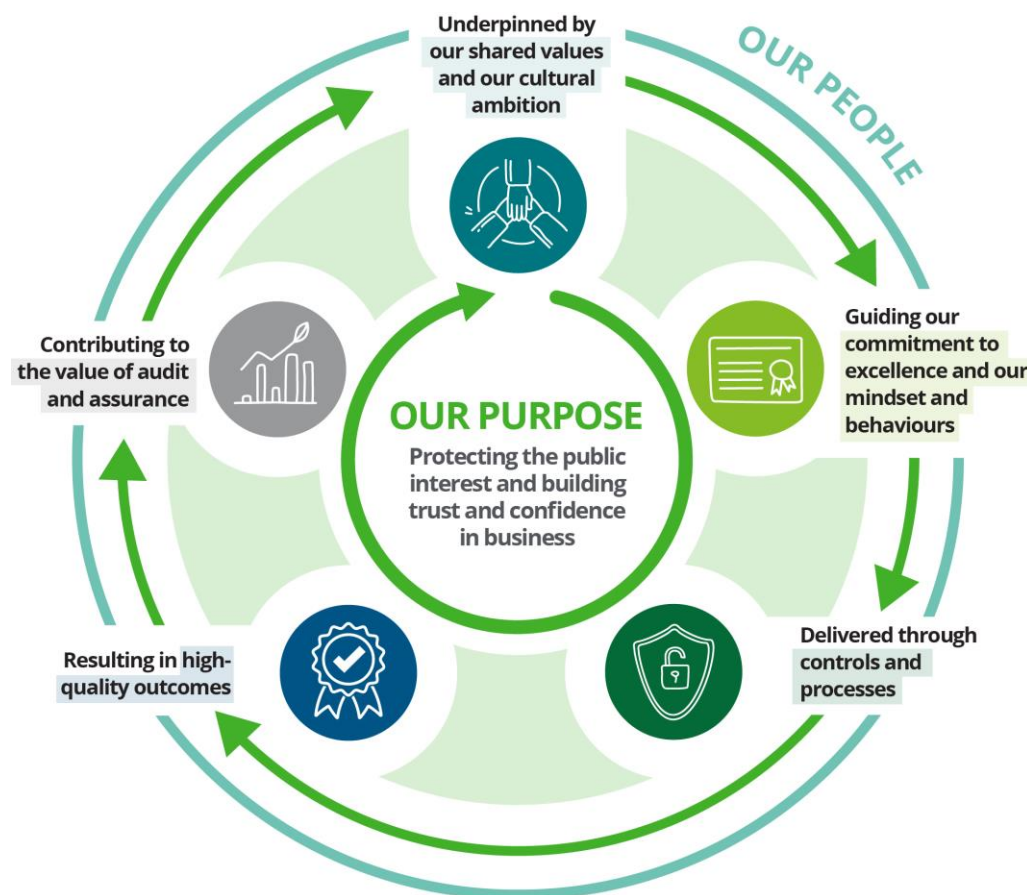 Underpinned by
our shared values
and our cultural
ambition
OUR PEOPLE
Guiding our
commitment to
excellence and our
mindset and
behaviours
Contributing to
the value of audit
and assurance
OUR PURPOSE
Protecting the public
interest and building
trust and confidence
in business
Delivered through
controls and
processes
Resulting in high-
quality outcomes